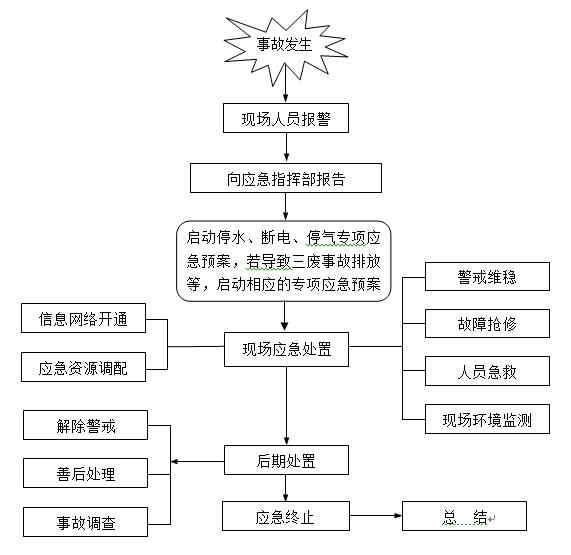 事故发生
现场人员报警
向应急指挥部报告
启动停水、断电、停气专项应
急预案，若导致三废事故排放
等，启动相应的专项应急预案
信息网络开通
应急资源调配
现场应急处置
警戒维稳
故障抢修
人员急救
现场环境监测
解除警戒
善后处理
事故调查
后期处置
应急终止
总 结